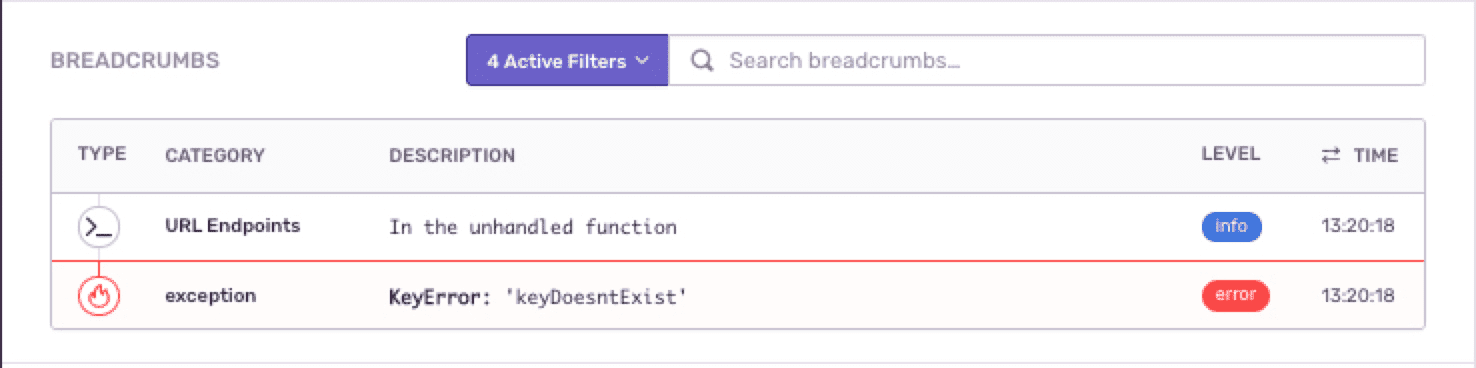 BREADCRUMBS 4 Active Filters Search breadcrumbs...
TYPE CATEGORY DESCRIPTION LEVEL TIME
URL Endpoints In the unhandled function info 13:20:18
exception KeyError: 'keyDoesntExist' error 13:20:18